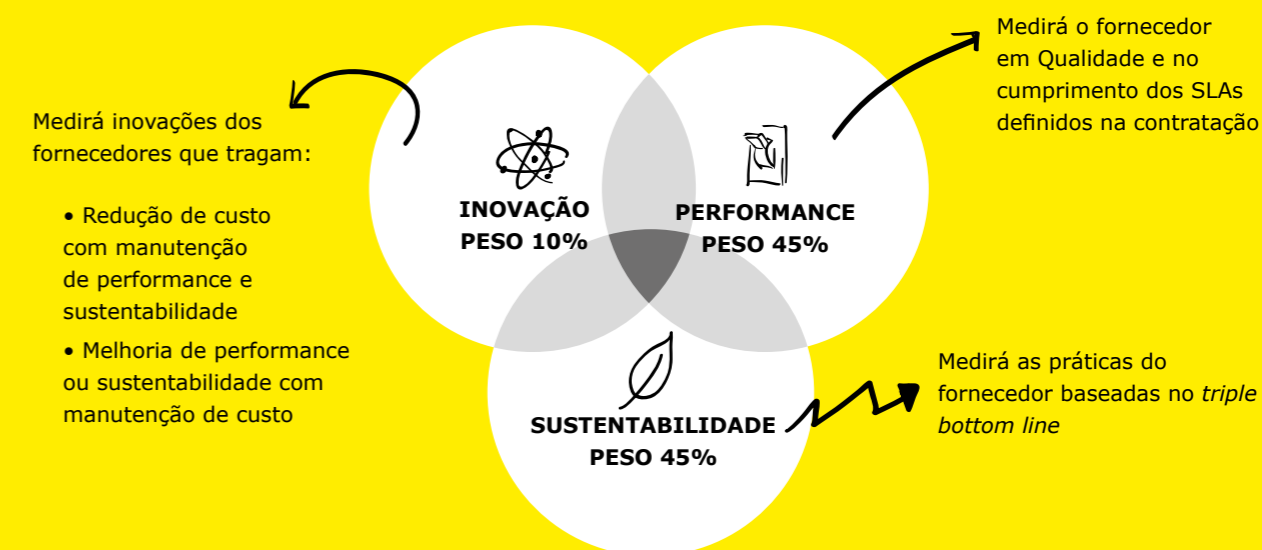 Medirá inovações dos
fornecedores que tragam:
• Redução de custo
com manutenção
de performance e
sustentabilidade
• Melhoria de performance
ou sustentabilidade com
manutenção de custo
INOVAÇÃO
PESO 10%
PERFORMANCE
PESO 45%
Medirá o fornecedor
em Qualidade e no
cumprimento dos SLAs
definidos na contratação
SUSTENTABILIDADE
PESO 45%
Medirá as práticas do
fornecedor baseadas no triple
bottom line